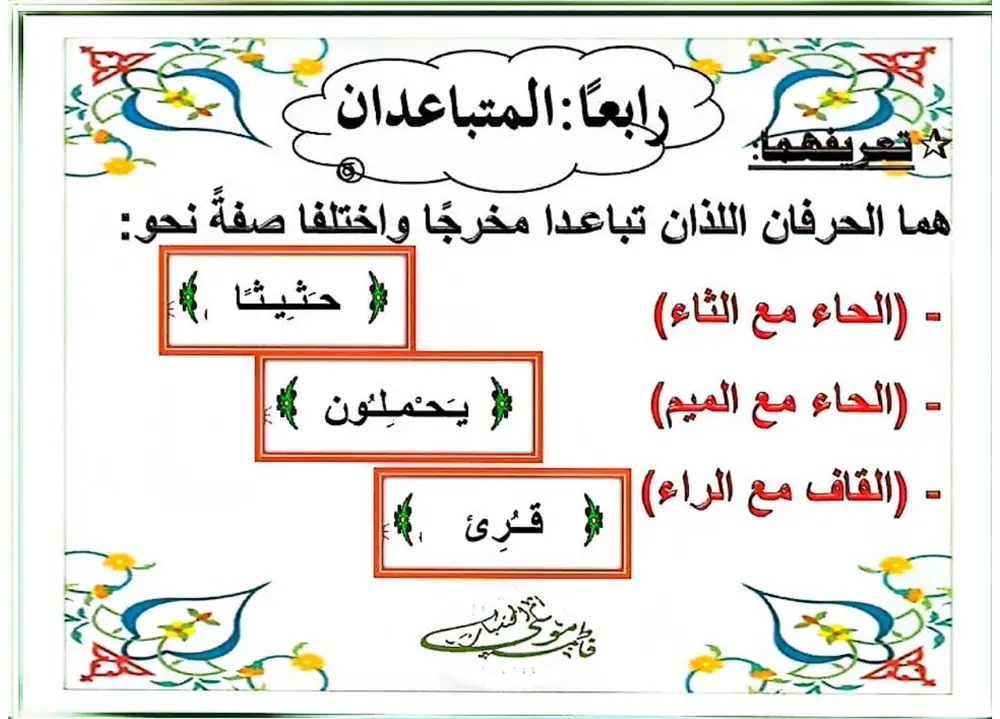 رابعًا: المتباعدان
☆ تعريفهما:
هما الحرفان اللذان تباعدا مخرجًا واختلفا صفةً نحو:
- (الحاء مع الثاء) ﴿ حَثِيثًا ﴾
- (الحاء مع الميم) ﴿ يَحْمِلُون ﴾
- (القاف مع الراء) ﴿ قُرِئ ﴾